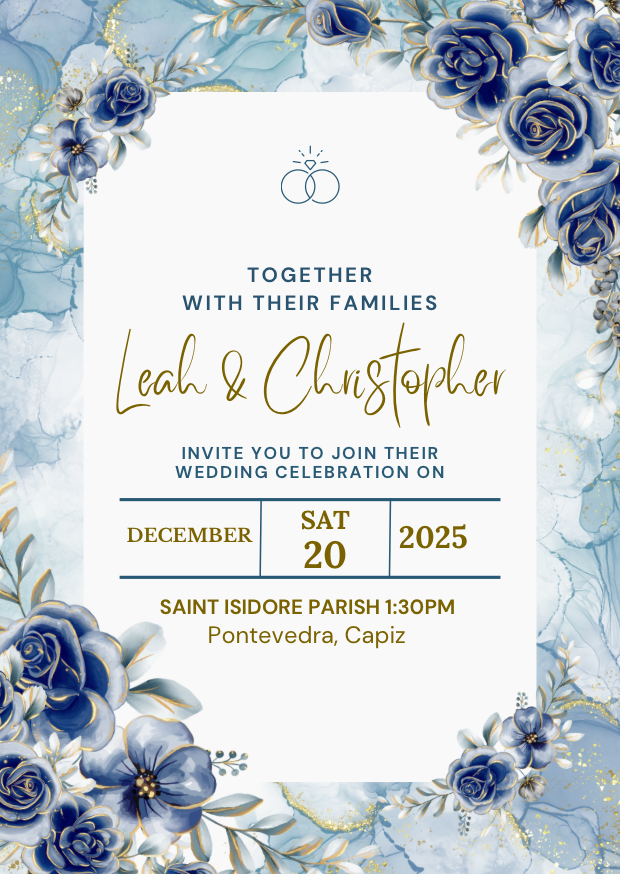 TOGETHER
WITH THEIR FAMILIES
Leah & Christopher
INVITE YOU TO JOIN THEIR
WEDDING CELEBRATION ON
DECEMBER
SAT
20
2025
SAINT ISIDORE PARISH 1:30PM
Pontevedra, Capiz